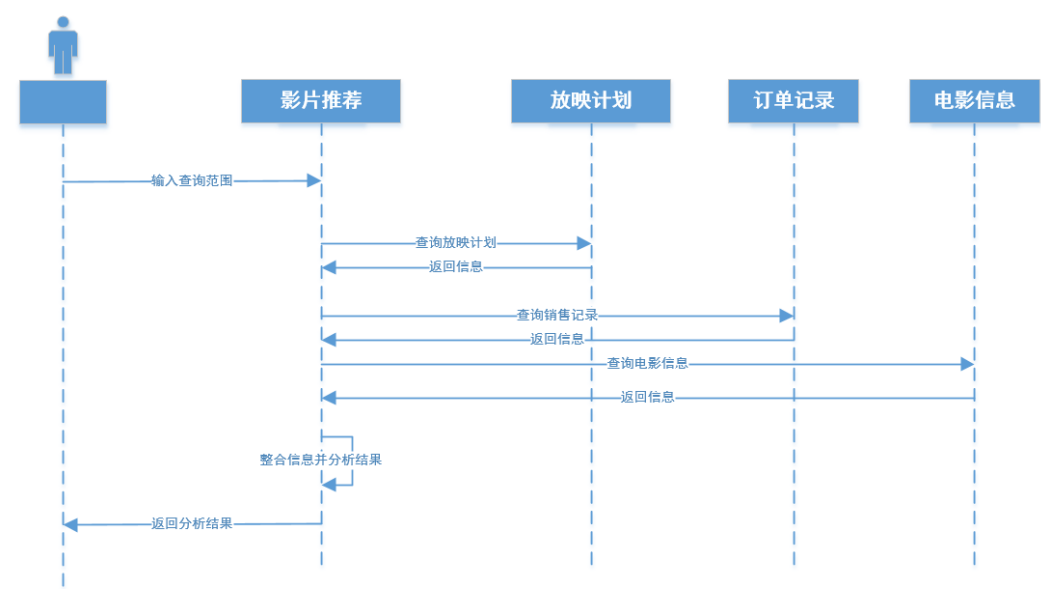 影片推荐
放映计划
订单记录
电影信息
输入查询范围
查询放映计划
返回信息
查询销售记录
返回信息
查询电影信息
返回信息
整合信息并分析结果
返回分析结果